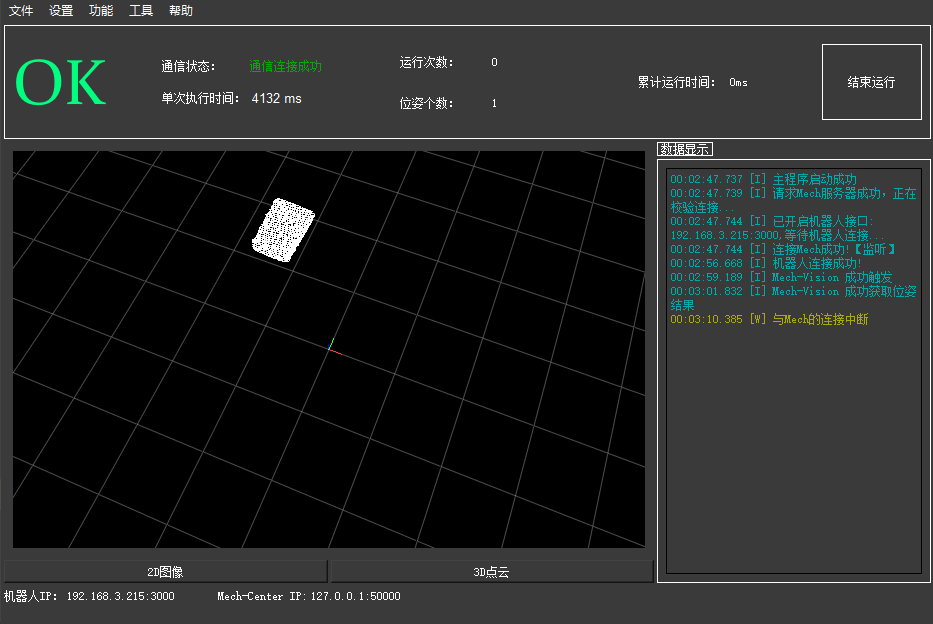 文件 设置 功能 工具 帮助
OK
通信状态: 通信连接成功
单次执行时间: 4132 ms
运行次数: 0
位姿个数: 1
累计运行时间: 0ms
结束运行
数据显示
00:02:47.737 [I] 主程序启动成功
00:02:47.739 [I] 请求Mech服务器成功，正在
校验连接...
00:02:47.744 [I] 已开启机器人接口:
192.168.3.215:3000,等待机器人连接...
00:02:47.744 [I] 连接Mech成功!【监听】
00:02:56.668 [I] 机器人连接成功!
00:02:59.189 [I] Mech-Vision 成功触发
00:03:01.832 [I] Mech-Vision 成功获取位姿
结果
00:03:10.385 [W] 与Mech的连接中断
2D图像 3D点云
机器人IP: 192.168.3.215:3000 Mech-Center IP: 127.0.0.1:50000